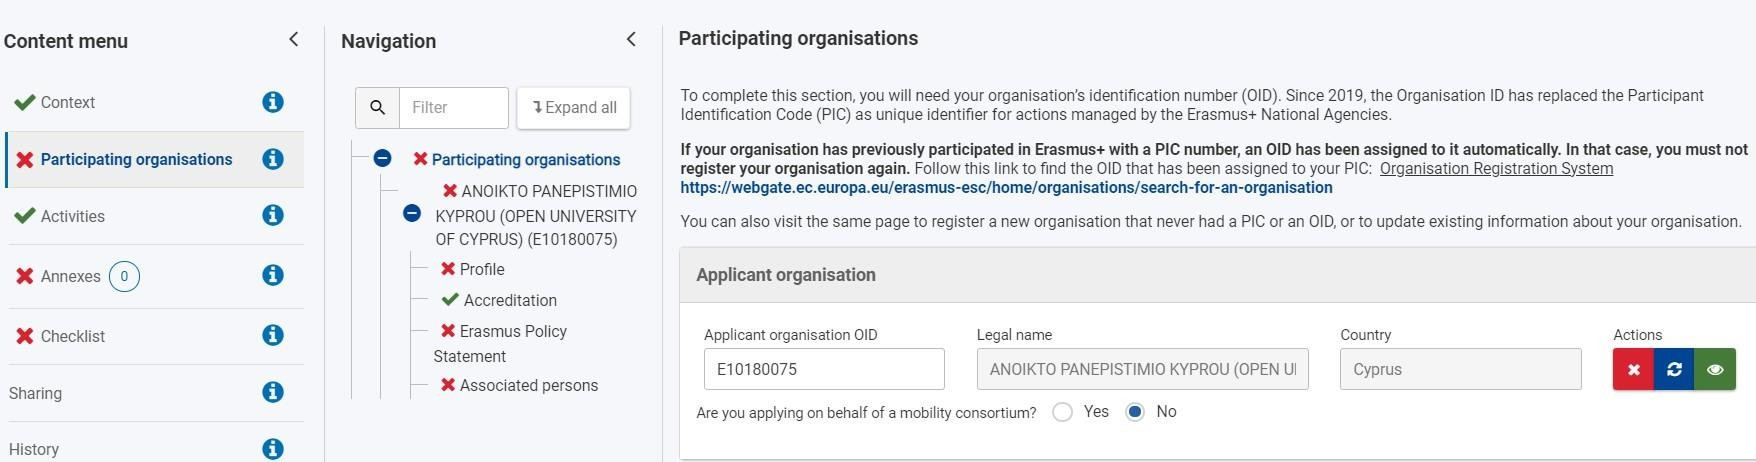 Content menu
Context
Participating organisations
Activities
Annexes 0
Checklist
Sharing
History
Navigation
Filter
Expand all
Participating organisations
ANOIKTO PANEPISTIMIO
KYPROU (OPEN UNIVERSITY
OF CYPRUS) (E10180075)
Profile
Accreditation
Erasmus Policy
Statement
Associated persons
Participating organisations
To complete this section, you will need your organisation’s identification number (OID). Since 2019, the Organisation ID has replaced the Participant
Identification Code (PIC) as unique identifier for actions managed by the Erasmus+ National Agencies.
If your organisation has previously participated in Erasmus+ with a PIC number, an OID has been assigned to it automatically. In that case, you must not
register your organisation again. Follow this link to find the OID that has been assigned to your PIC: Organisation Registration System
https://webgate.ec.europa.eu/erasmus-esc/home/organisations/search-for-an-organisation
You can also visit the same page to register a new organisation that never had a PIC or an OID, or to update existing information about your organisation.
Applicant organisation
Applicant organisation OID Legal name Country Actions
E10180075 ANOIKTO PANEPISTIMIO KYPROU (OPEN U Cyprus
Are you applying on behalf of a mobility consortium? Yes No